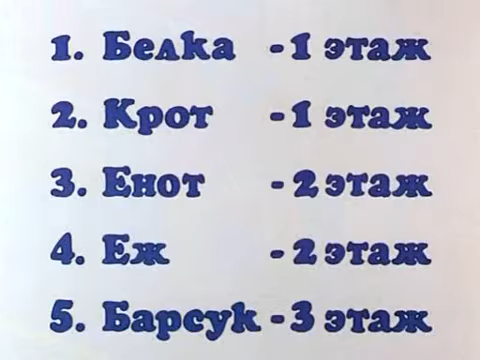 1. Белка - 1 этаж
2. Крот - 1 этаж
3. Енот - 2 этаж
4. Еж - 2 этаж
5. Барсук - 3 этаж